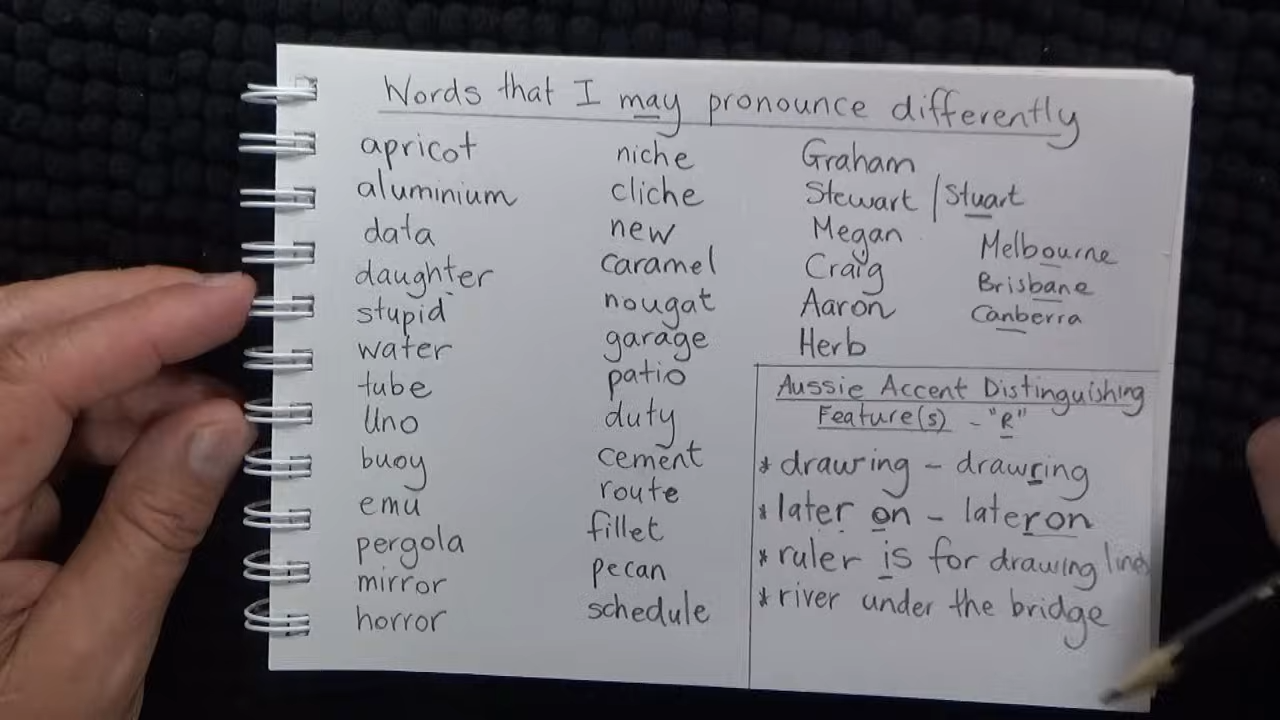 Words that I may pronounce differently
apricot
aluminium
data
daughter
stupid
water
tube
Uno
buoy
emu
pergola
mirror
horror
niche
cliche
new
caramel
nougat
garage
patio
duty
cement
route
fillet
pecan
schedule
Graham
Stewart / Stuart
Megan
Craig
Aaron
Herb
Melbourne
Brisbane
Canberra
Aussie Accent Distinguishing
Feature(s) - "R"
* drawing - drawring
* later on - lateron
* ruler is for drawing lines
* river under the bridge